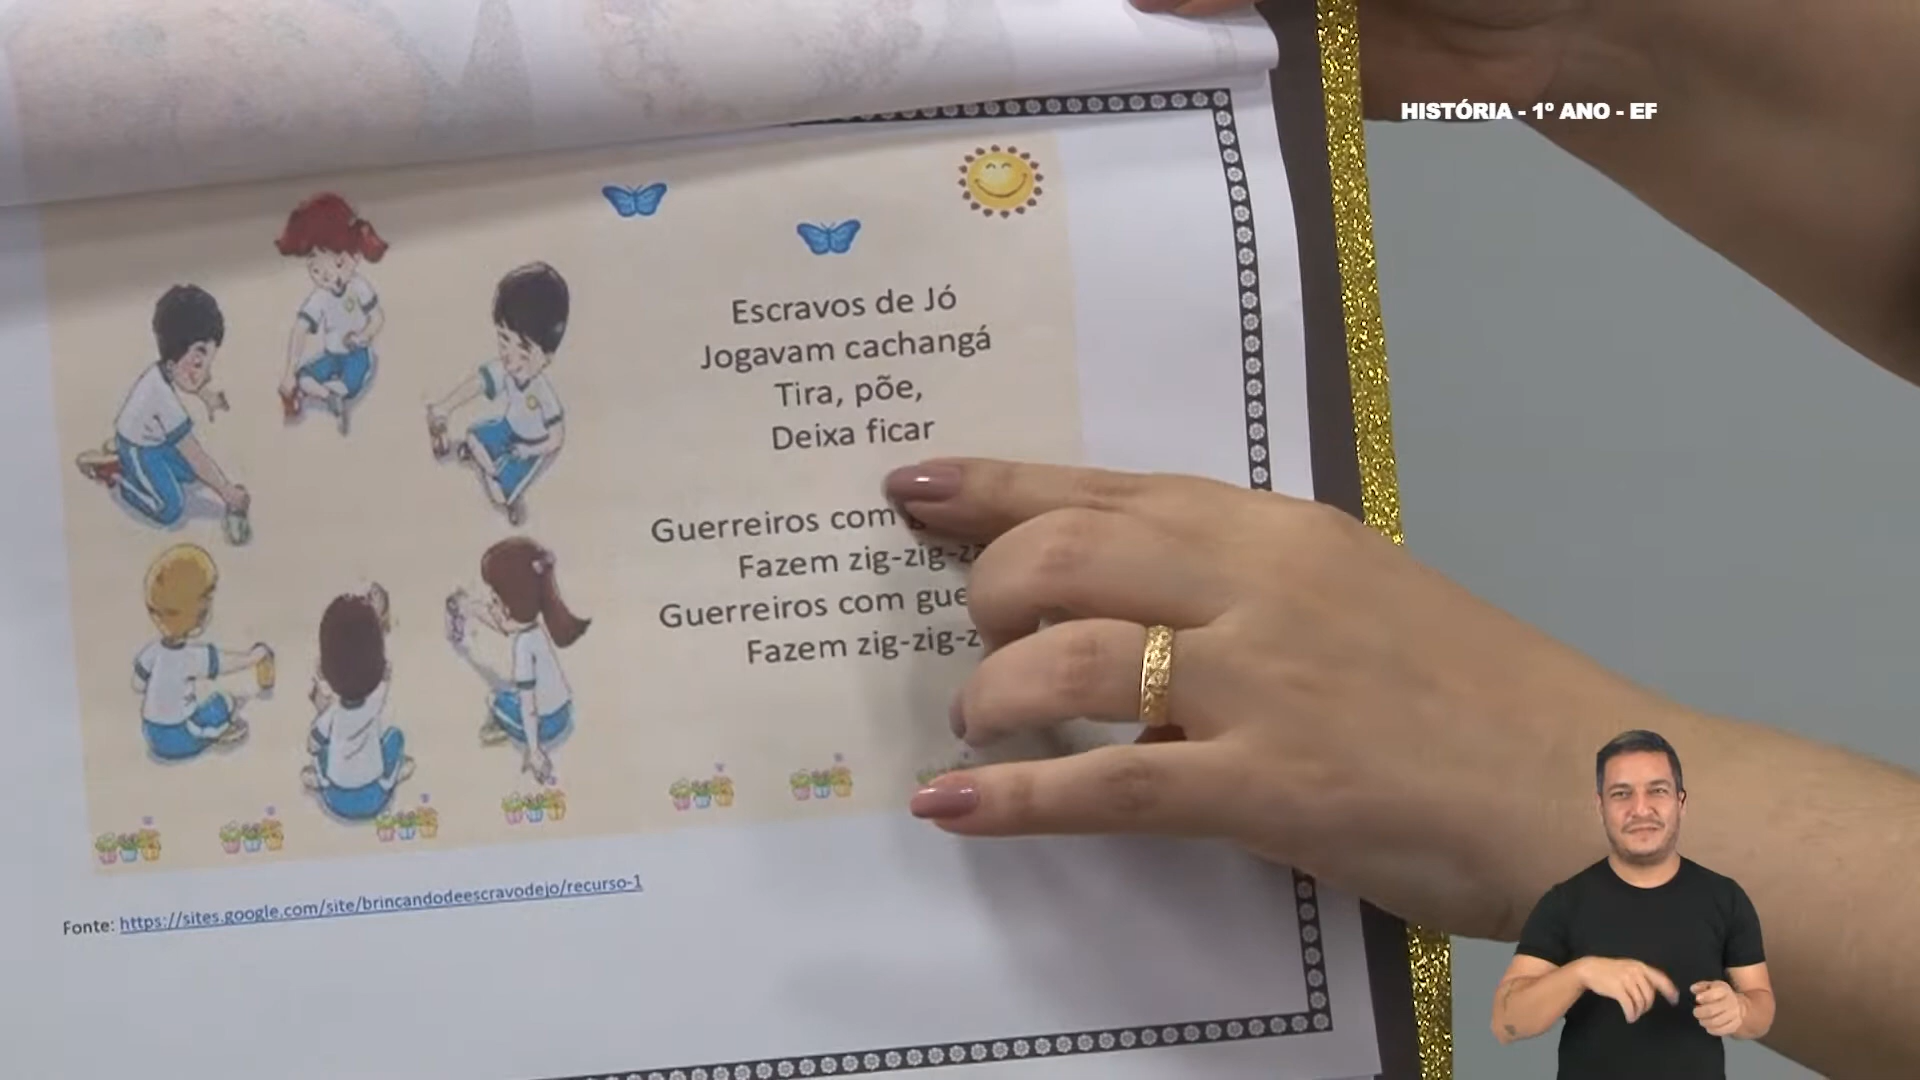 HISTÓRIA - 1º ANO - EF
Escravos de Jó
Jogavam cachangá
Tira, põe,
Deixa ficar
Guerreiros com
Fazem zig-zig-
Guerreiros com
Fazem zig-zig-
Fonte: https://sites.google.com/site/brincandodeescravodejo/recurso-1